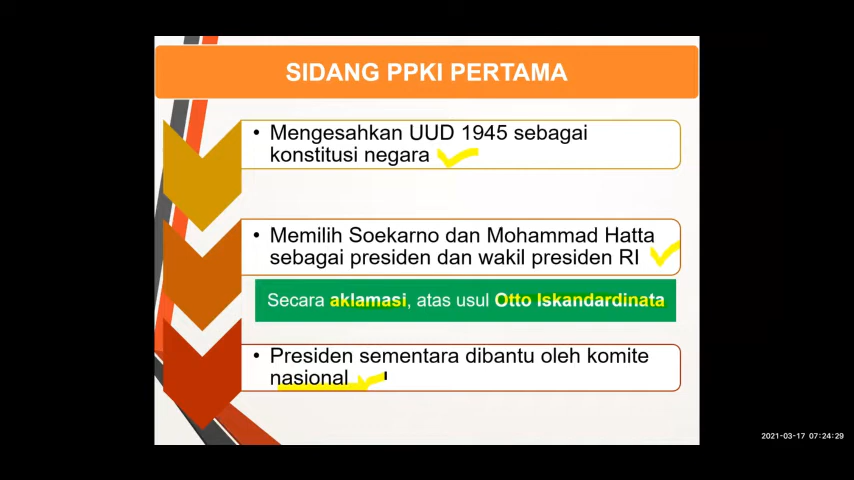 SIDANG PPKI PERTAMA
• Mengesahkan UUD 1945 sebagai
konstitusi negara
• Memilih Soekarno dan Mohammad Hatta
sebagai presiden dan wakil presiden RI
Secara aklamasi, atas usul Otto Iskandardinata
• Presiden sementara dibantu oleh komite
nasional
2021-03-17 07:24:29